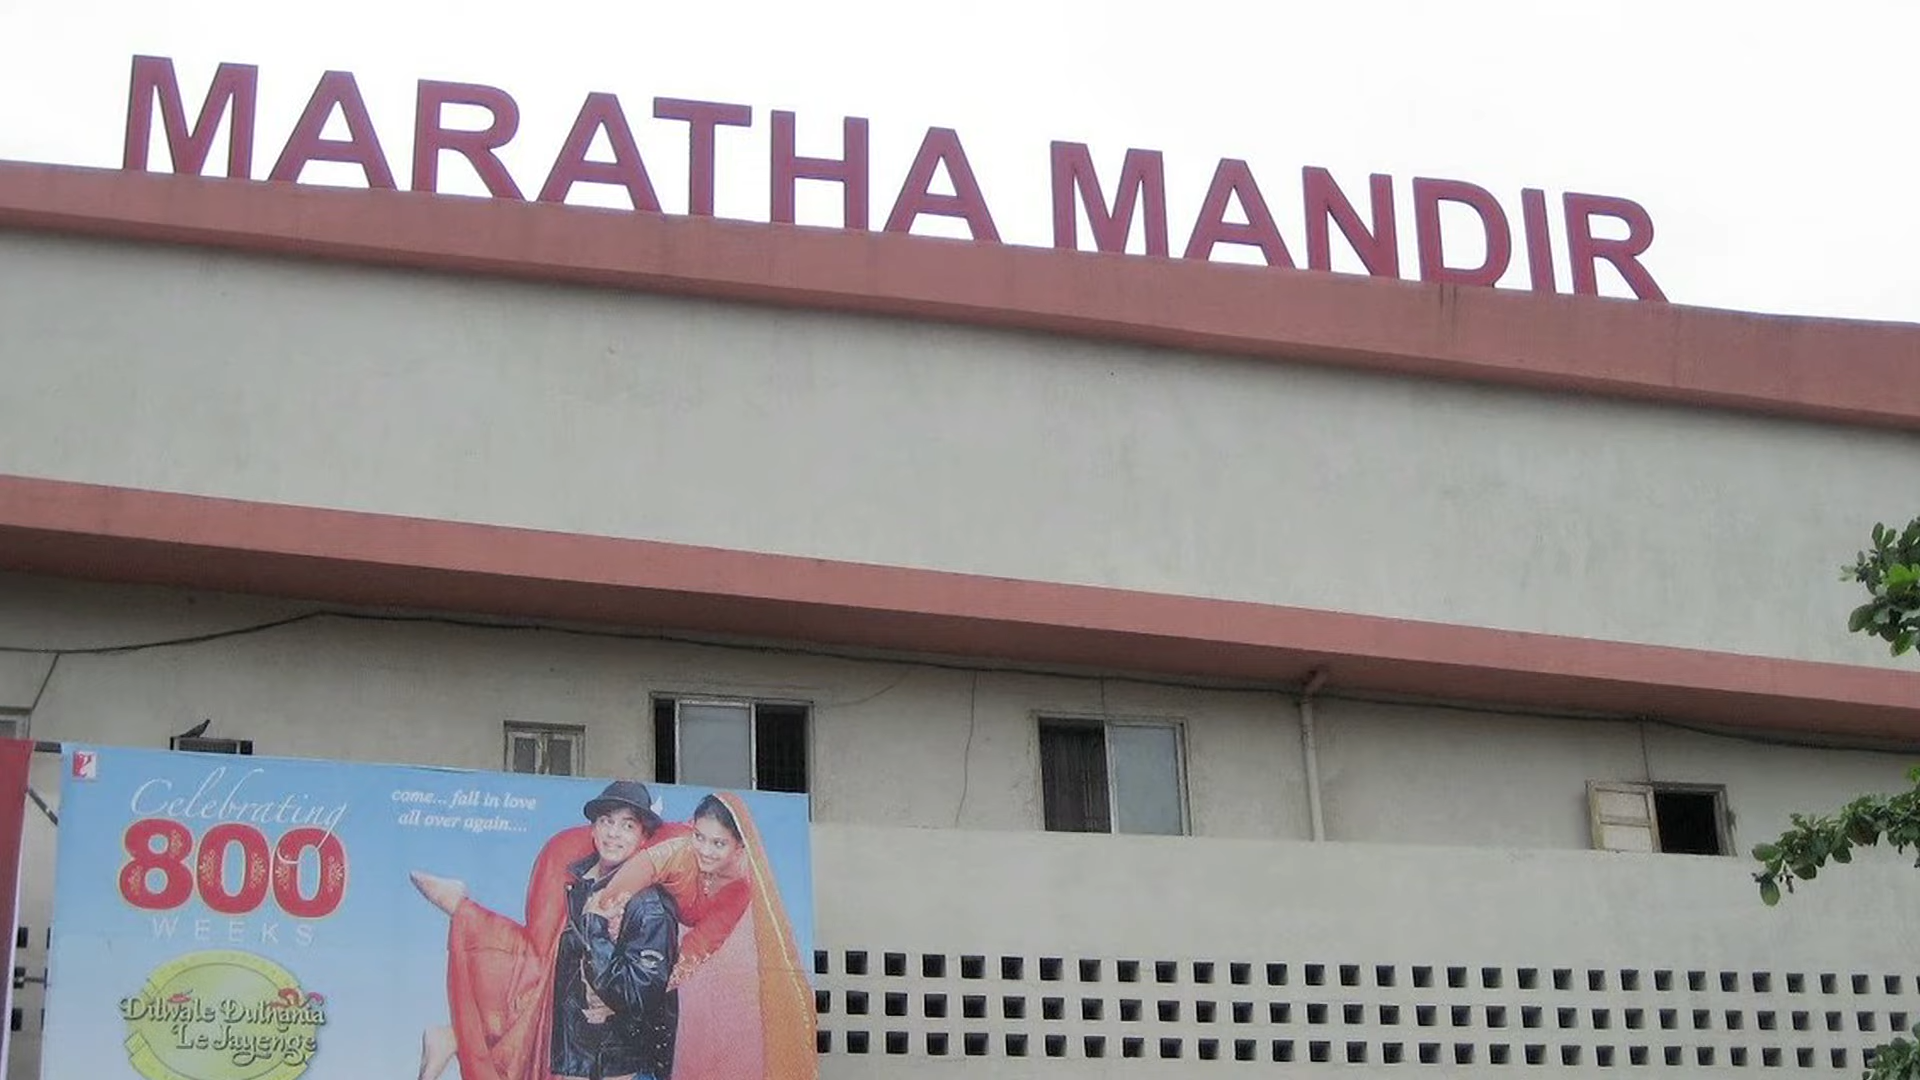 MARATHA MANDIR
Celebrating
800
WEEKS
come... fall in love
all over again....
Dilwale Dulhania
Le Jayenge